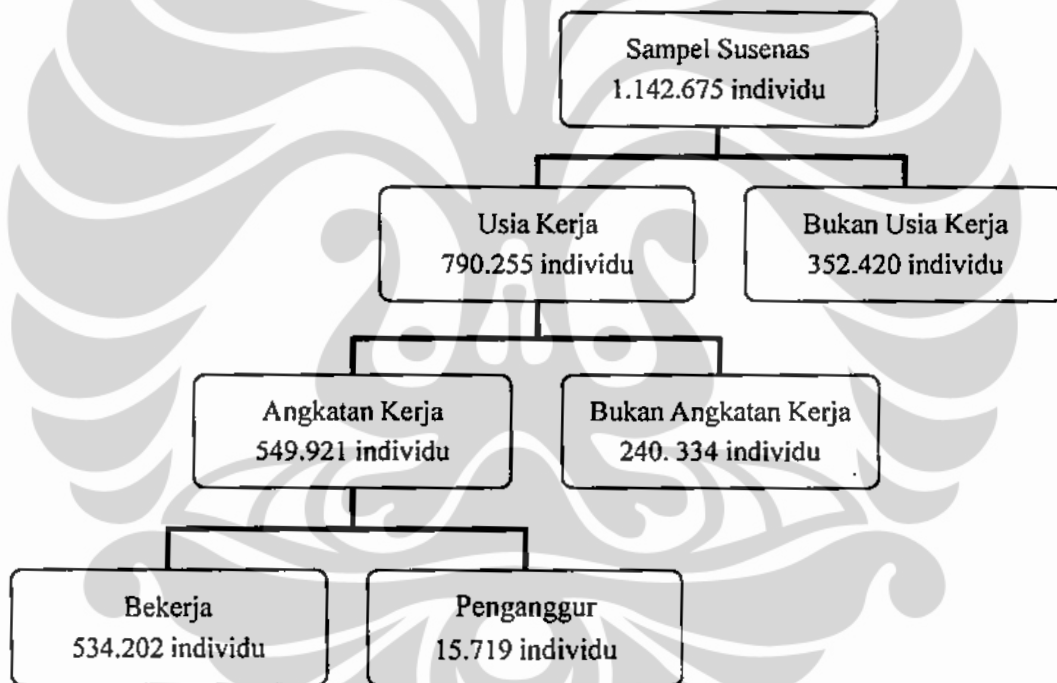 Sampel Susenas
1.142.675 individu
Usia Kerja
790.255 individu
Bukan Usia Kerja
352.420 individu
Angkatan Kerja
549.921 individu
Bukan Angkatan Kerja
240. 334 individu
Bekerja
534.202 individu
Penganggur
15.719 individu